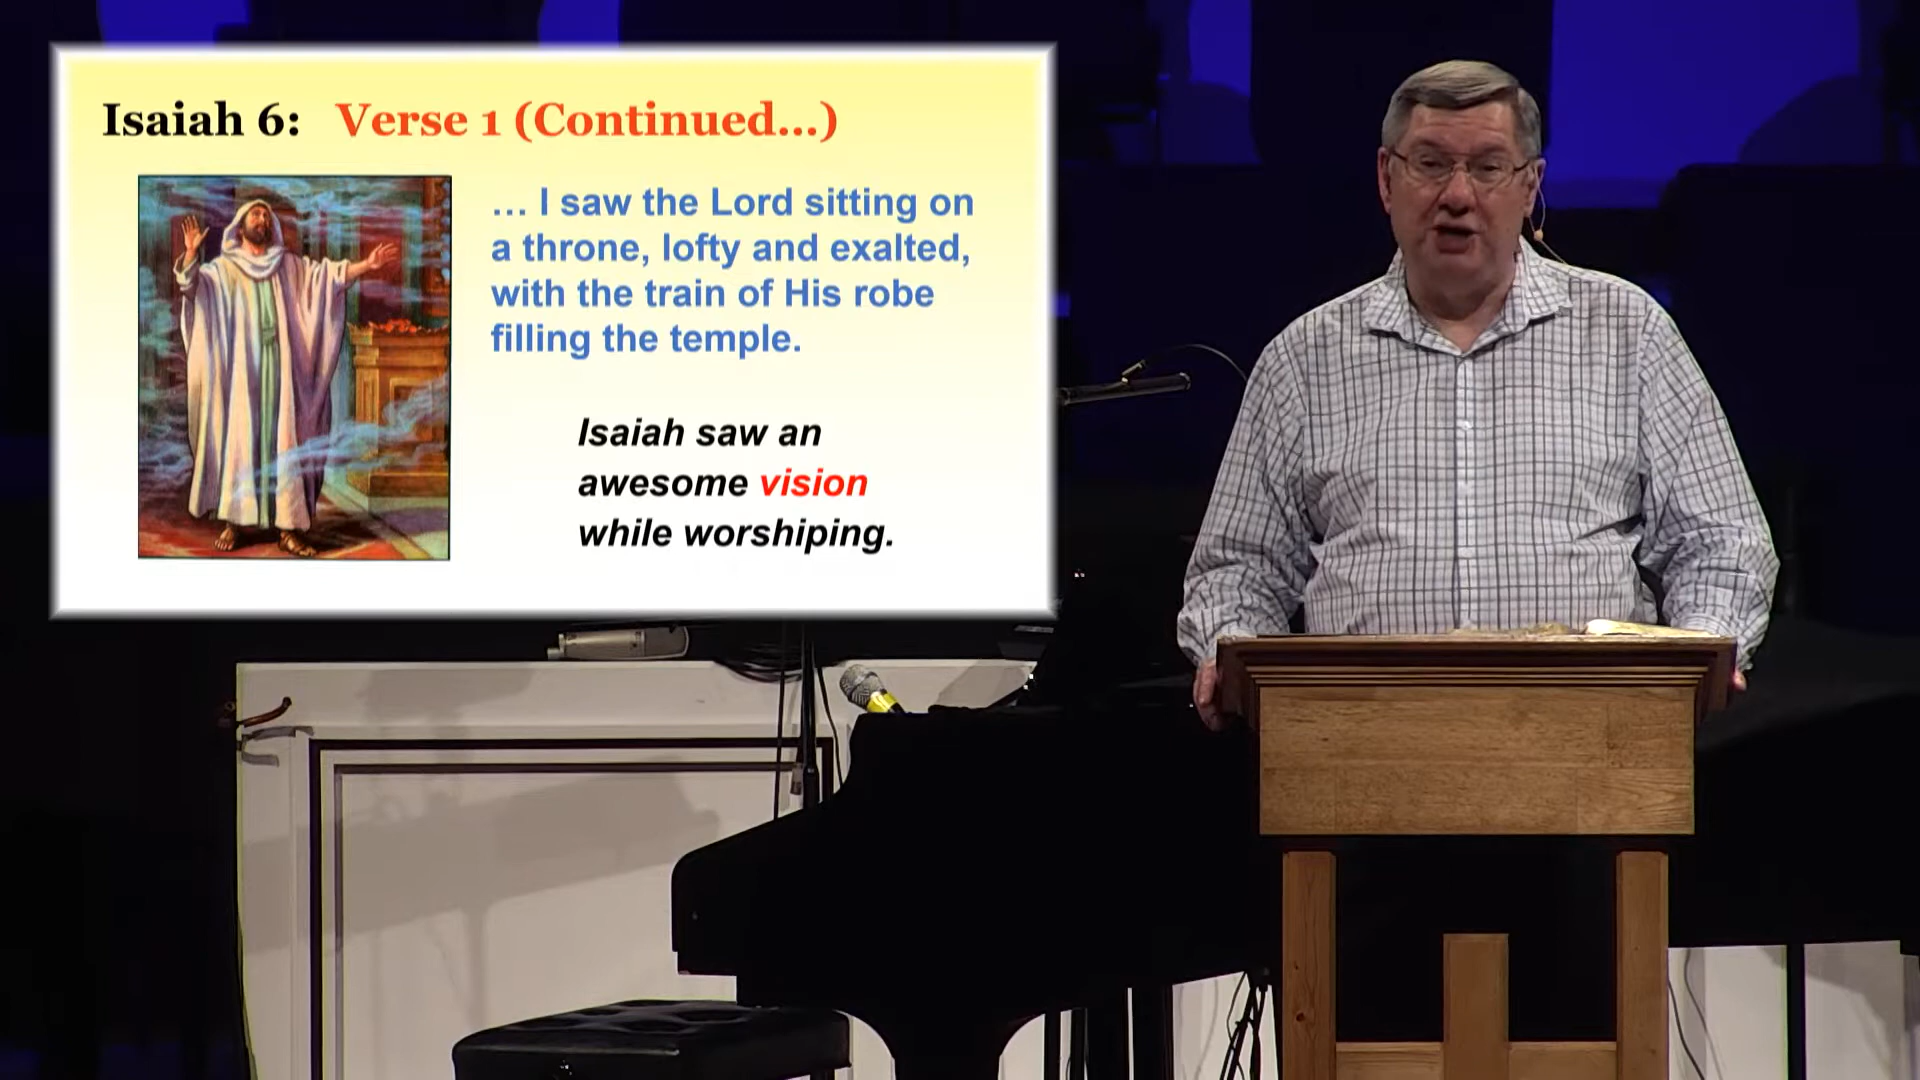 Isaiah 6: Verse 1 (Continued...)
... I saw the Lord sitting on
a throne, lofty and exalted,
with the train of His robe
filling the temple.
Isaiah saw an
awesome vision
while worshiping.